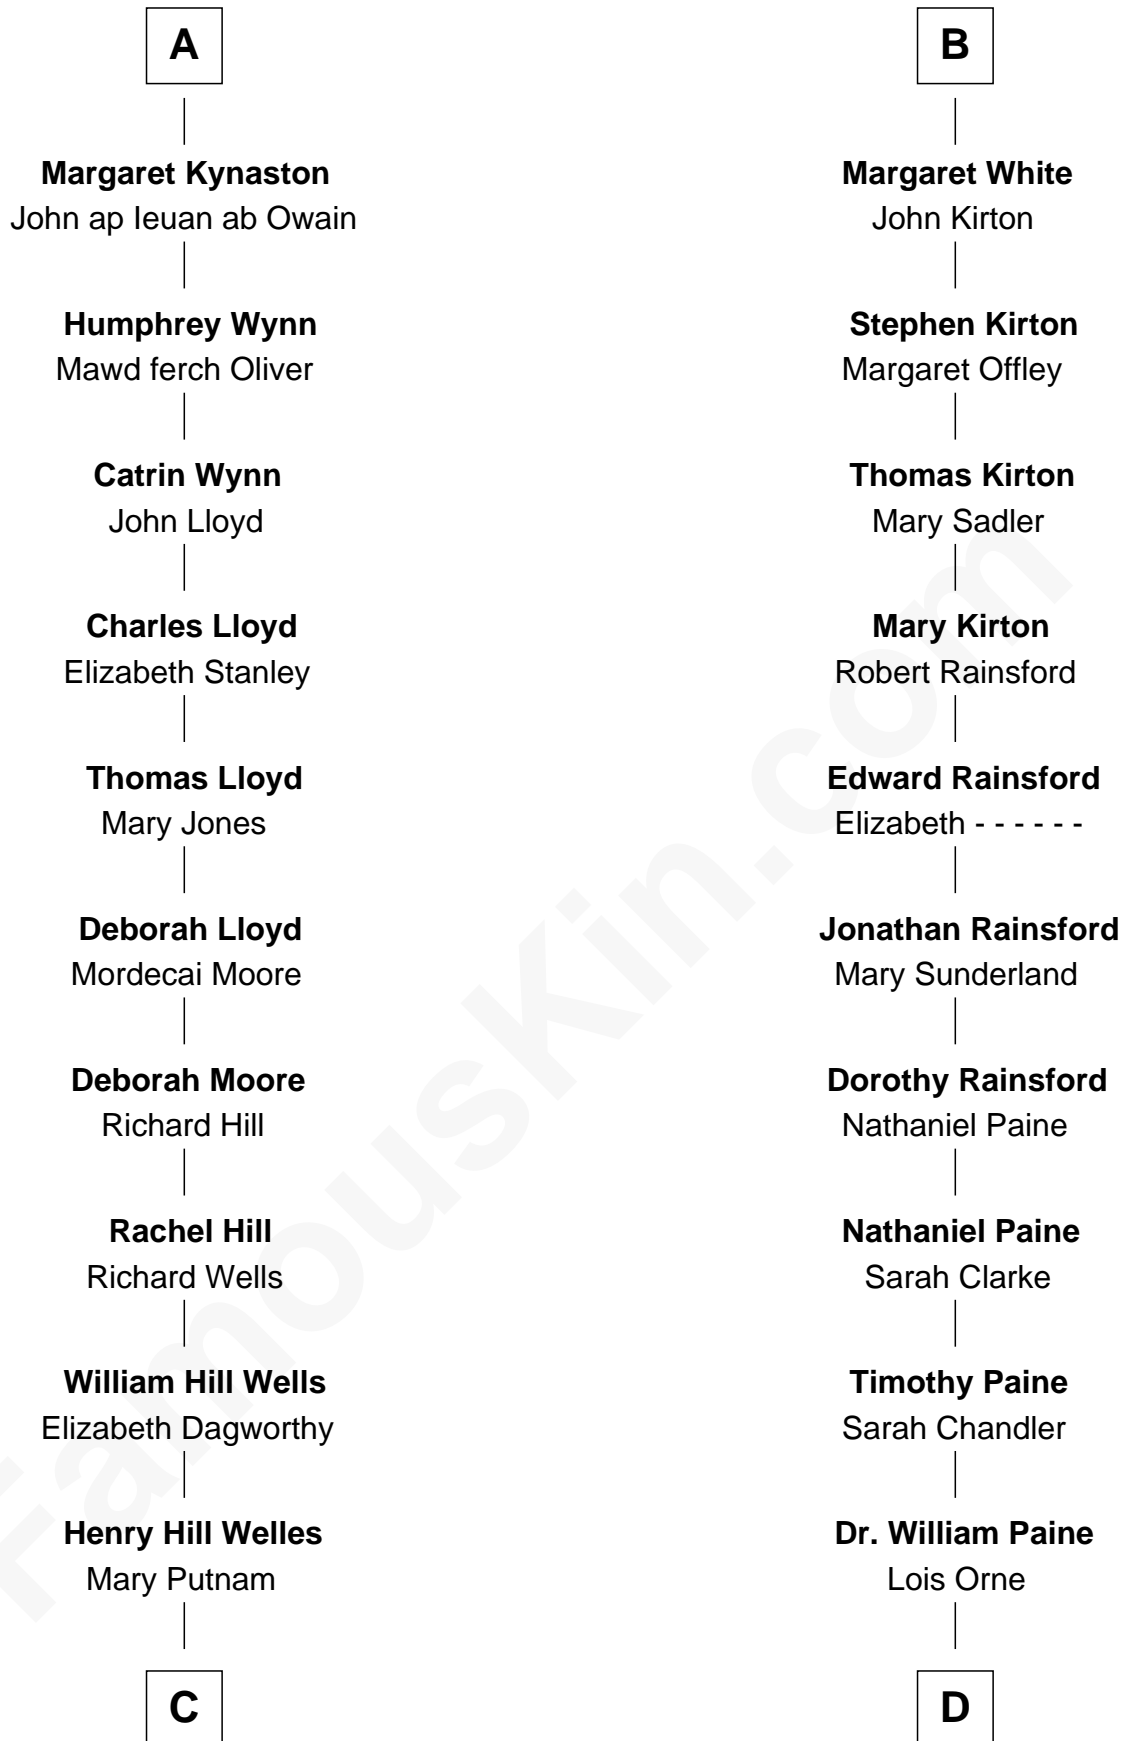 A
Margaret Kynaston
John ap Ieuan ab Owain
Humphrey Wynn
Mawd ferch Oliver
Catrin Wynn
John Lloyd
Charles Lloyd
Elizabeth Stanley
Thomas Lloyd
Mary Jones
Deborah Lloyd
Mordecai Moore
Deborah Moore
Richard Hill
Rachel Hill
Richard Wells
William Hill Wells
Elizabeth Dagworthy
Henry Hill Welles
Mary Putnam
C
B
Margaret White
John Kirton
Stephen Kirton
Margaret Offley
Thomas Kirton
Mary Sadler
Mary Kirton
Robert Rainsford
Edward Rainsford
Elizabeth - - - - - -
Jonathan Rainsford
Mary Sunderland
Dorothy Rainsford
Nathaniel Paine
Nathaniel Paine
Sarah Clarke
Timothy Paine
Sarah Chandler
Dr. William Paine
Lois Orne
D
FamousKin.com